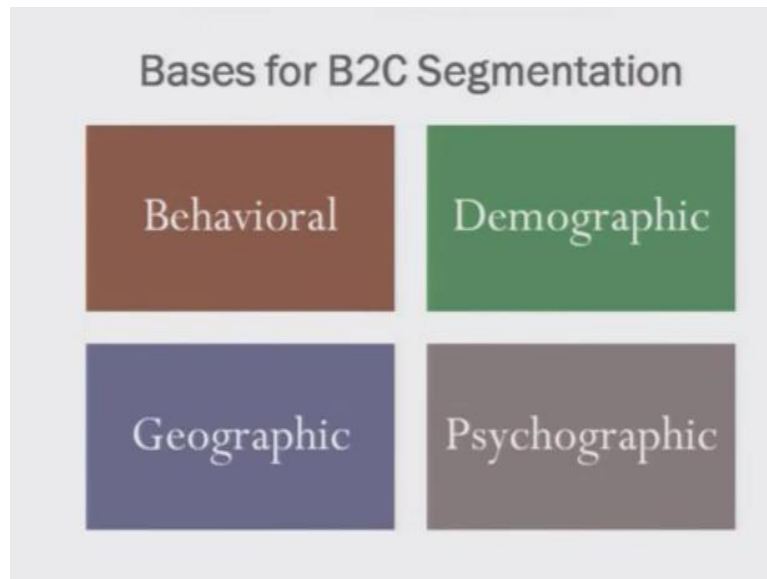 Bases for B2C Segmentation
Behavioral
Demographic
Geographic
Psychographic